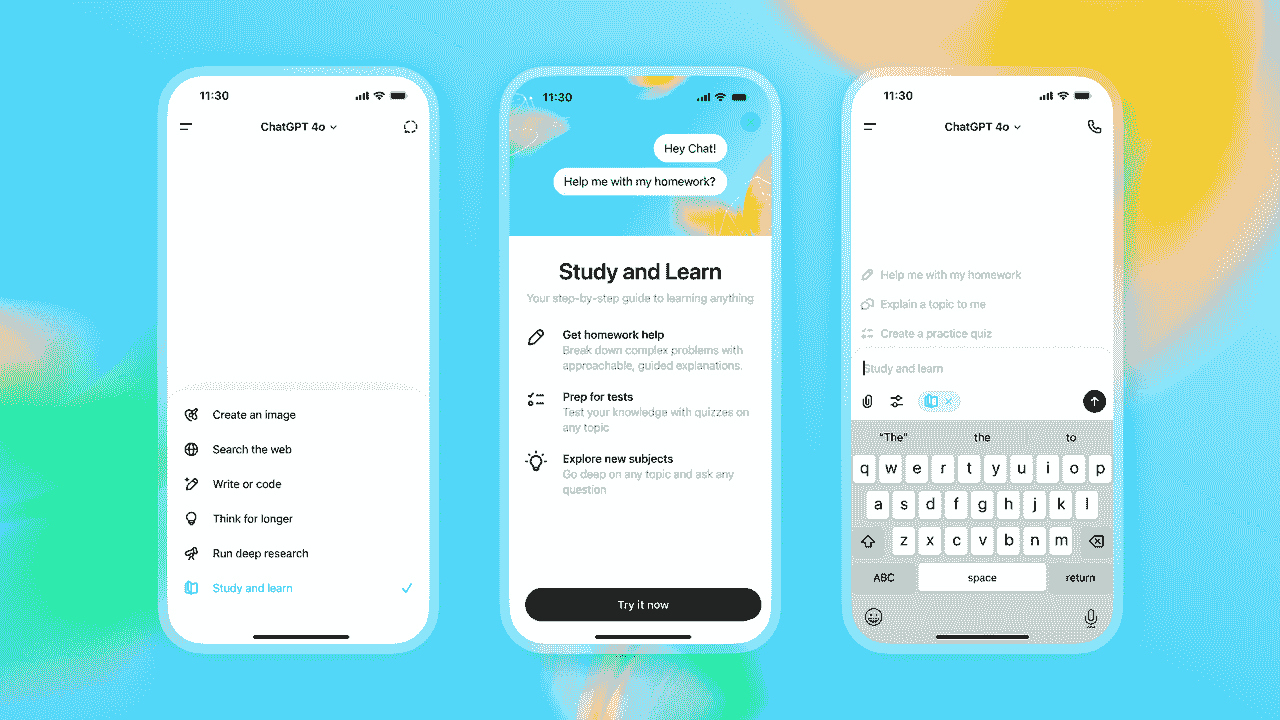 11:30
ChatGPT 4o
Create an image
Search the web
Write or code
Think for longer
Run deep research
Study and learn
11:30
Hey Chat!
Help me with my homework?
Study and Learn
Your step-by-step guide to learning anything
Get homework help
Break down complex problems with
approachable, guided explanations.
Prep for tests
Test your knowledge with quizzes on
any topic
Explore new subjects
Go deep on any topic and ask any
question
Try it now
11:30
ChatGPT 4o
Help me with my homework
Explain a topic to me
Create a practice quiz
Study and learn
"The" the to
q w e r t y u i o p
a s d f g h j k l
z x c v b n m
ABC space return